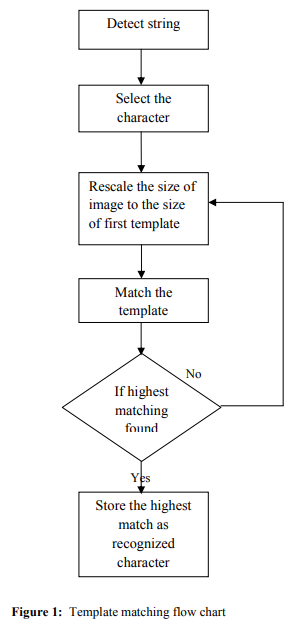 Detect string
Select the
character
Rescale the size of
image to the size
of first template
Match the
template
No
If highest
matching
found
Yes
Store the highest
match as
recognized
character
Figure 1: Template matching flow chart